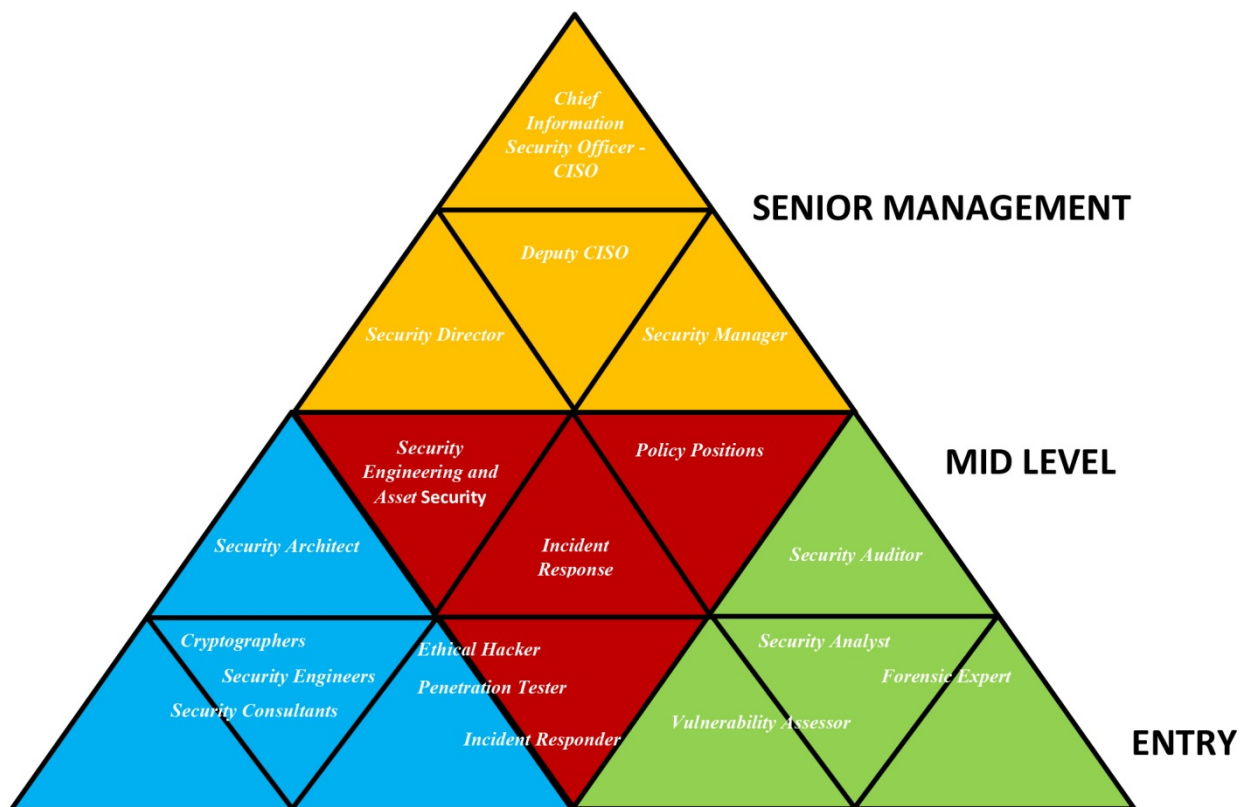 Chief
Information
Security Officer -
CISO
SENIOR MANAGEMENT
Deputy CISO
Security Director
Security Manager
Security
Engineering and
Asset Security
Policy Positions
MID LEVEL
Security Architect
Incident
Response
Security Auditor
Cryptographers
Security Engineers
Security Consultants
Ethical Hacker
Penetration Tester
Incident Responder
Security Analyst
Forensic Expert
Vulnerability Assessor
ENTRY